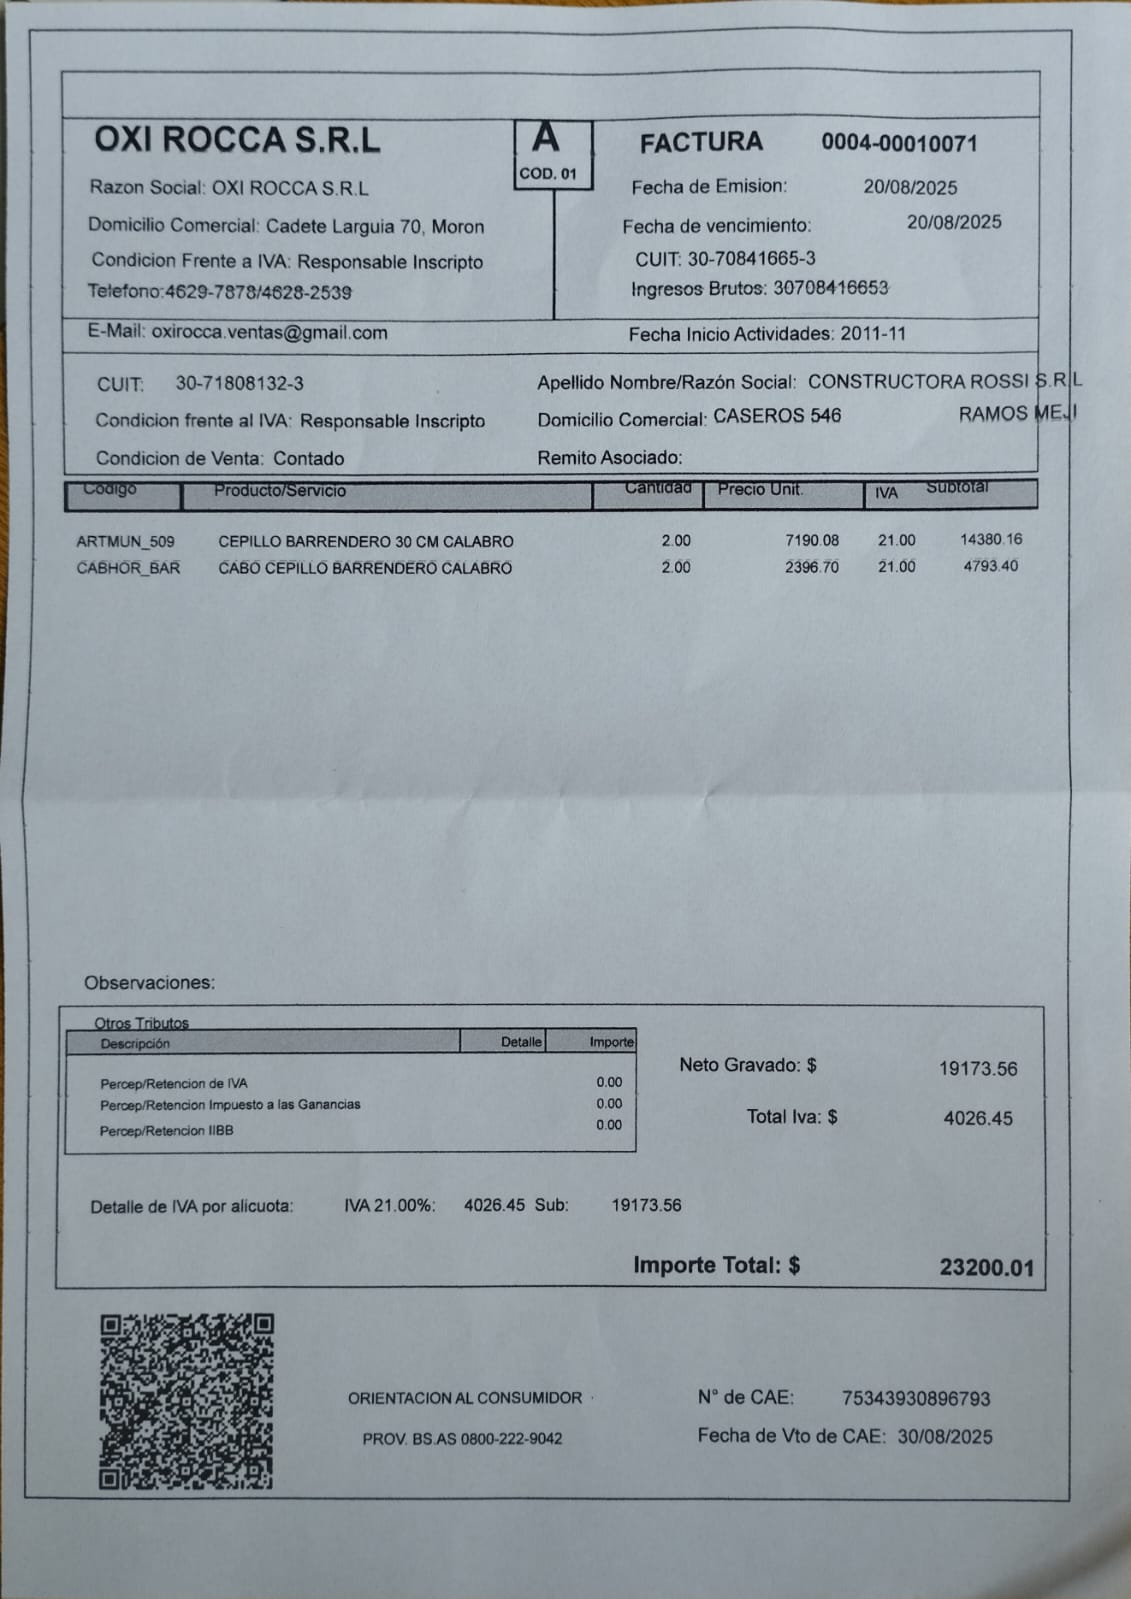 OXI ROCCA S.R.L
A
COD. 01
FACTURA 0004-00010071
Razon Social: OXI ROCCA S.R.L
Fecha de Emision: 20/08/2025
Domicilio Comercial: Cadete Larguia 70, Moron
Fecha de vencimiento: 20/08/2025
Condicion Frente a IVA: Responsable Inscripto
CUIT: 30-70841665-3
Telefono:4629-7878/4628-2539
Ingresos Brutos: 30708416653
E-Mail: oxirocca.ventas@gmail.com
Fecha Inicio Actividades: 2011-11
CUIT: 30-71808132-3
Apellido Nombre/Razón Social: CONSTRUCTORA ROSSI S.R.L
Condicion frente al IVA: Responsable Inscripto
Domicilio Comercial: CASEROS 546 RAMOS MEJI
Condicion de Venta: Contado
Remito Asociado:
Codigo Producto/Servicio Cantidad Precio Unit. IVA Subtotal
ARTMUN_509 CEPILLO BARRENDERO 30 CM CALABRO 2.00 7190.08 21.00 14380.16
CABHOR_BAR CABO CEPILLO BARRENDERO CALABRO 2.00 2396.70 21.00 4793.40
Observaciones:
Otros Tributos
Descripción Detalle Importe
Percep/Retencion de IVA 0.00
Percep/Retencion Impuesto a las Ganancias 0.00
Percep/Retencion IIBB 0.00
Neto Gravado: $ 19173.56
Total Iva: $ 4026.45
Detalle de IVA por alicuota: IVA 21.00%: 4026.45 Sub: 19173.56
Importe Total: $ 23200.01
ORIENTACION AL CONSUMIDOR
PROV. BS.AS 0800-222-9042
N° de CAE: 75343930896793
Fecha de Vto de CAE: 30/08/2025